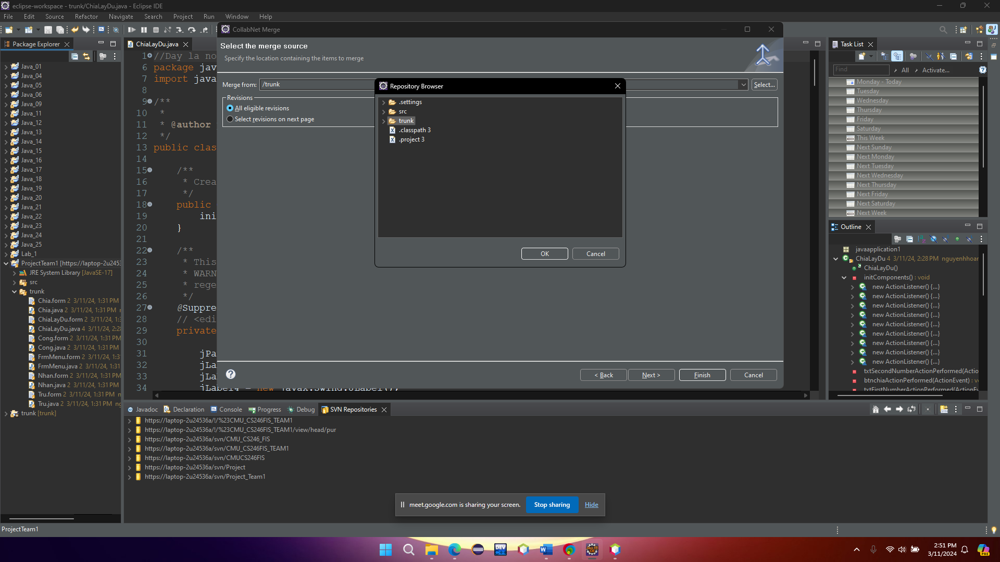 eclipse-workspace - trunk/ChiaLayDu.java - Eclipse IDE
File Edit Source Refactor Navigate Search Project Run Window Help
Package Explorer
Java_01
Java_04
Java_05
Java_06
Java_09
Java_11
Java_12
Java_13
Java_14
Java_15
Java_16
Java_17
Java_18
Java_19
Java_20
Java_21
Java_22
Java_23
Java_24
Java_25
Lab_1
ProjectTeam1 [https://laptop-2u2453
JRE System Library [JavaSE-17]
src
trunk
Chia.form 2 3/11/24, 1:31 PM
Chia.java 2 3/11/24, 1:31 PM
ChiaLayDu.form 2 3/11/24, 1:3
ChiaLayDu.java 4 3/11/24, 2:28
Cong.form 2 3/11/24, 1:31 PM
Cong.java 2 3/11/24, 1:31 PM
FrmMenu.form 2 3/11/24, 1:31
FrmMenu.java 2 3/11/24, 1:31
Nhan.form 2 3/11/24, 1:31 PM
Nhan.java 2 3/11/24, 1:31 PM
Tru.form 2 3/11/24, 1:31 PM n
Tru.java 2 3/11/24, 1:31 PM ng
trunk [trunk]
ChiaLayDu.java
1 //Day la no
6 package jav
7 import java
8
9 /**
10 *
11 * @author
12 */
13 public clas
14
15 /**
16 * Crea
17 */
18 public
19 ini
20 }
21
22 /**
23 * This
24 * WARN
25 * rege
26 */
27 @Suppre
28 // <edi
29 private
30
31 jPa
32 jLa
33 jLa
34 jLabel4 = new javax.swing.JLabel();
CollabNet Merge
Select the merge source
Specify the location containing the items to merge
Merge from: /trunk Select...
Revisions
All eligible revisions
Select revisions on next page
Repository Browser
.settings
src
trunk
.classpath 3
.project 3
OK Cancel
< Back Next > Finish Cancel
Task List
Find All Activate...
Monday - Today
Tuesday
Wednesday
Thursday
Friday
Saturday
This Week
Next Sunday
Next Monday
Next Tuesday
Next Wednesday
Next Thursday
Next Friday
Next Saturday
Next Week
Outline
javaapplication1
ChiaLayDu 4 3/11/24, 2:28 PM nguyenhhoar
ChiaLayDu()
initComponents() : void
new ActionListener() {...}
new ActionListener() {...}
new ActionListener() {...}
new ActionListener() {...}
new ActionListener() {...}
new ActionListener() {...}
new ActionListener() {...}
new ActionListener() {...}
new ActionListener() {...}
txtSecondNumberActionPerformed(Actio
btnchiaActionPerformed(ActionEvent) : v
txtFirstNumberActionPerformed(ActionEv
Javadoc Declaration Console Progress Debug SVN Repositories
https://laptop-2u24536a/!/%23CMU_CS246FIS_TEAM1
https://laptop-2u24536a/!/%23CMU_CS246FIS_TEAM1/view/head/pur
https://laptop-2u24536a/svn/CMU_CS246_FIS
https://laptop-2u24536a/svn/CMU_CS246FIS_TEAM1
https://laptop-2u24536a/svn/CMUCS246FIS
https://laptop-2u24536a/svn/Project
https://laptop-2u24536a/svn/Project_Team1
meet.google.com is sharing your screen. Stop sharing Hide
ProjectTeam1
2:51 PM
3/11/2024